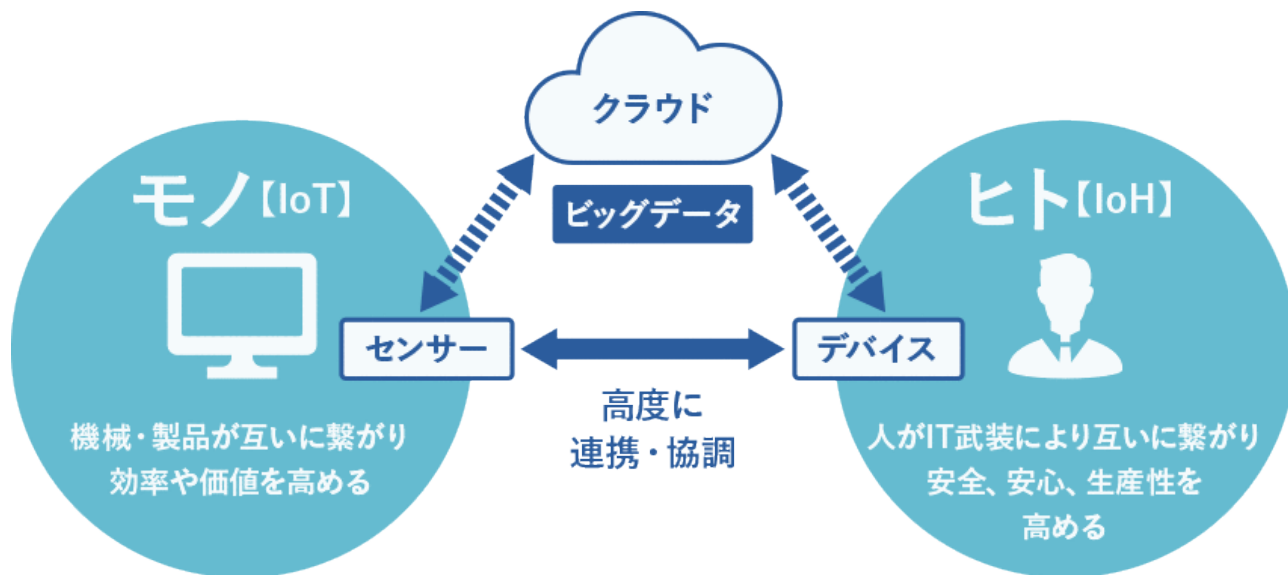 クラウド
ビッグデータ
モノ【IoT】
センサー
機械・製品が互いに繋がり
効率や価値を高める
高度に
連携・協調
ヒト【IoH】
デバイス
人がIT武装により互いに繋がり
安全、安心、生産性を
高める